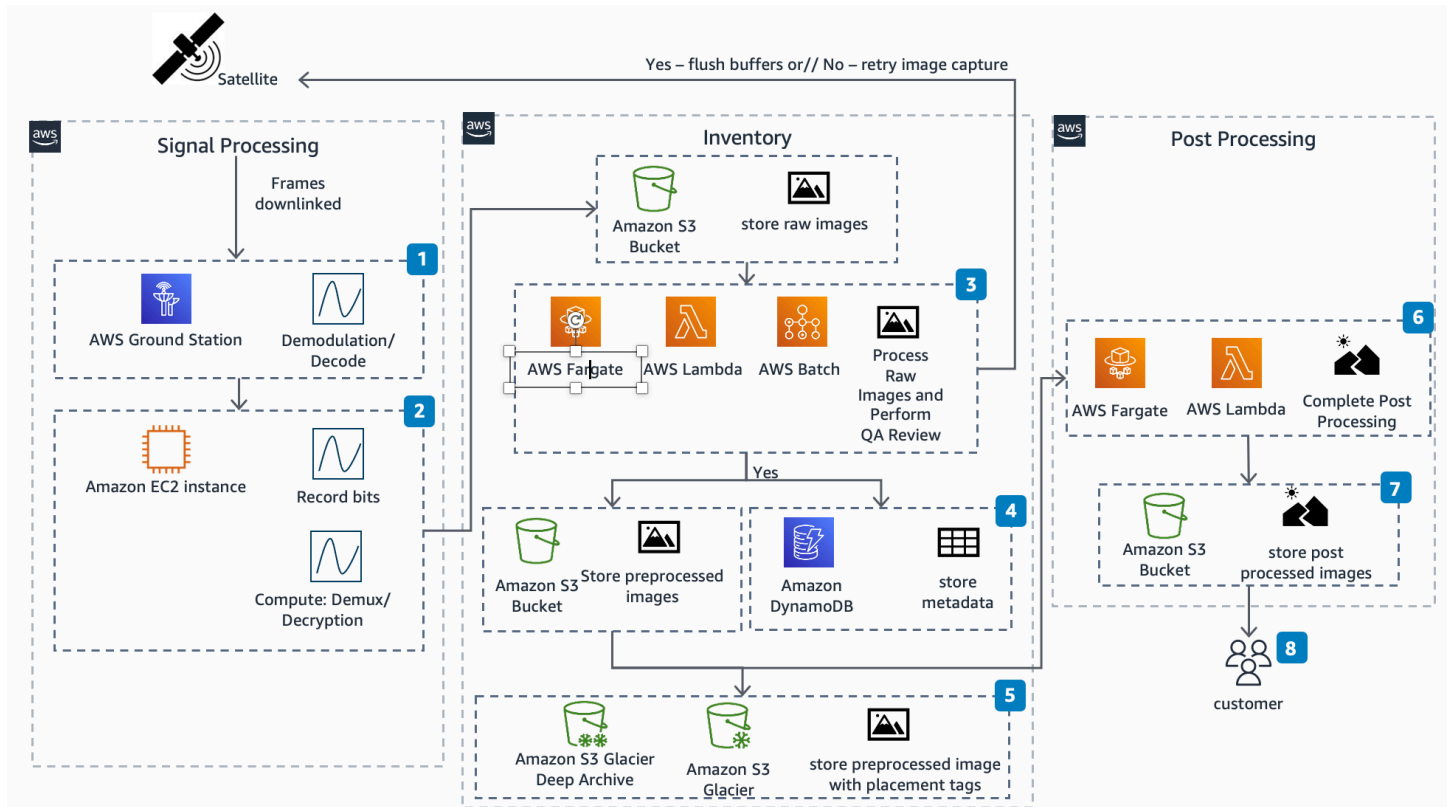 Satellite
Yes – flush buffers or// No – retry image capture
aws
Signal Processing
Frames
downlinked
1
AWS Ground Station
Demodulation/
Decode
2
Amazon EC2 instance
Record bits
Compute: Demux/
Decryption
aws
Inventory
Amazon S3
Bucket
store raw images
3
AWS Fargate
AWS Lambda
AWS Batch
Process
Raw
Images and
Perform
QA Review
Yes
Amazon S3
Bucket
Store preprocessed
images
4
Amazon
DynamoDB
store
metadata
5
Amazon S3 Glacier
Deep Archive
Amazon S3
Glacier
store preprocessed image
with placement tags
aws
Post Processing
6
AWS Fargate
AWS Lambda
Complete Post
Processing
7
Amazon S3
Bucket
store post
processed images
8
customer